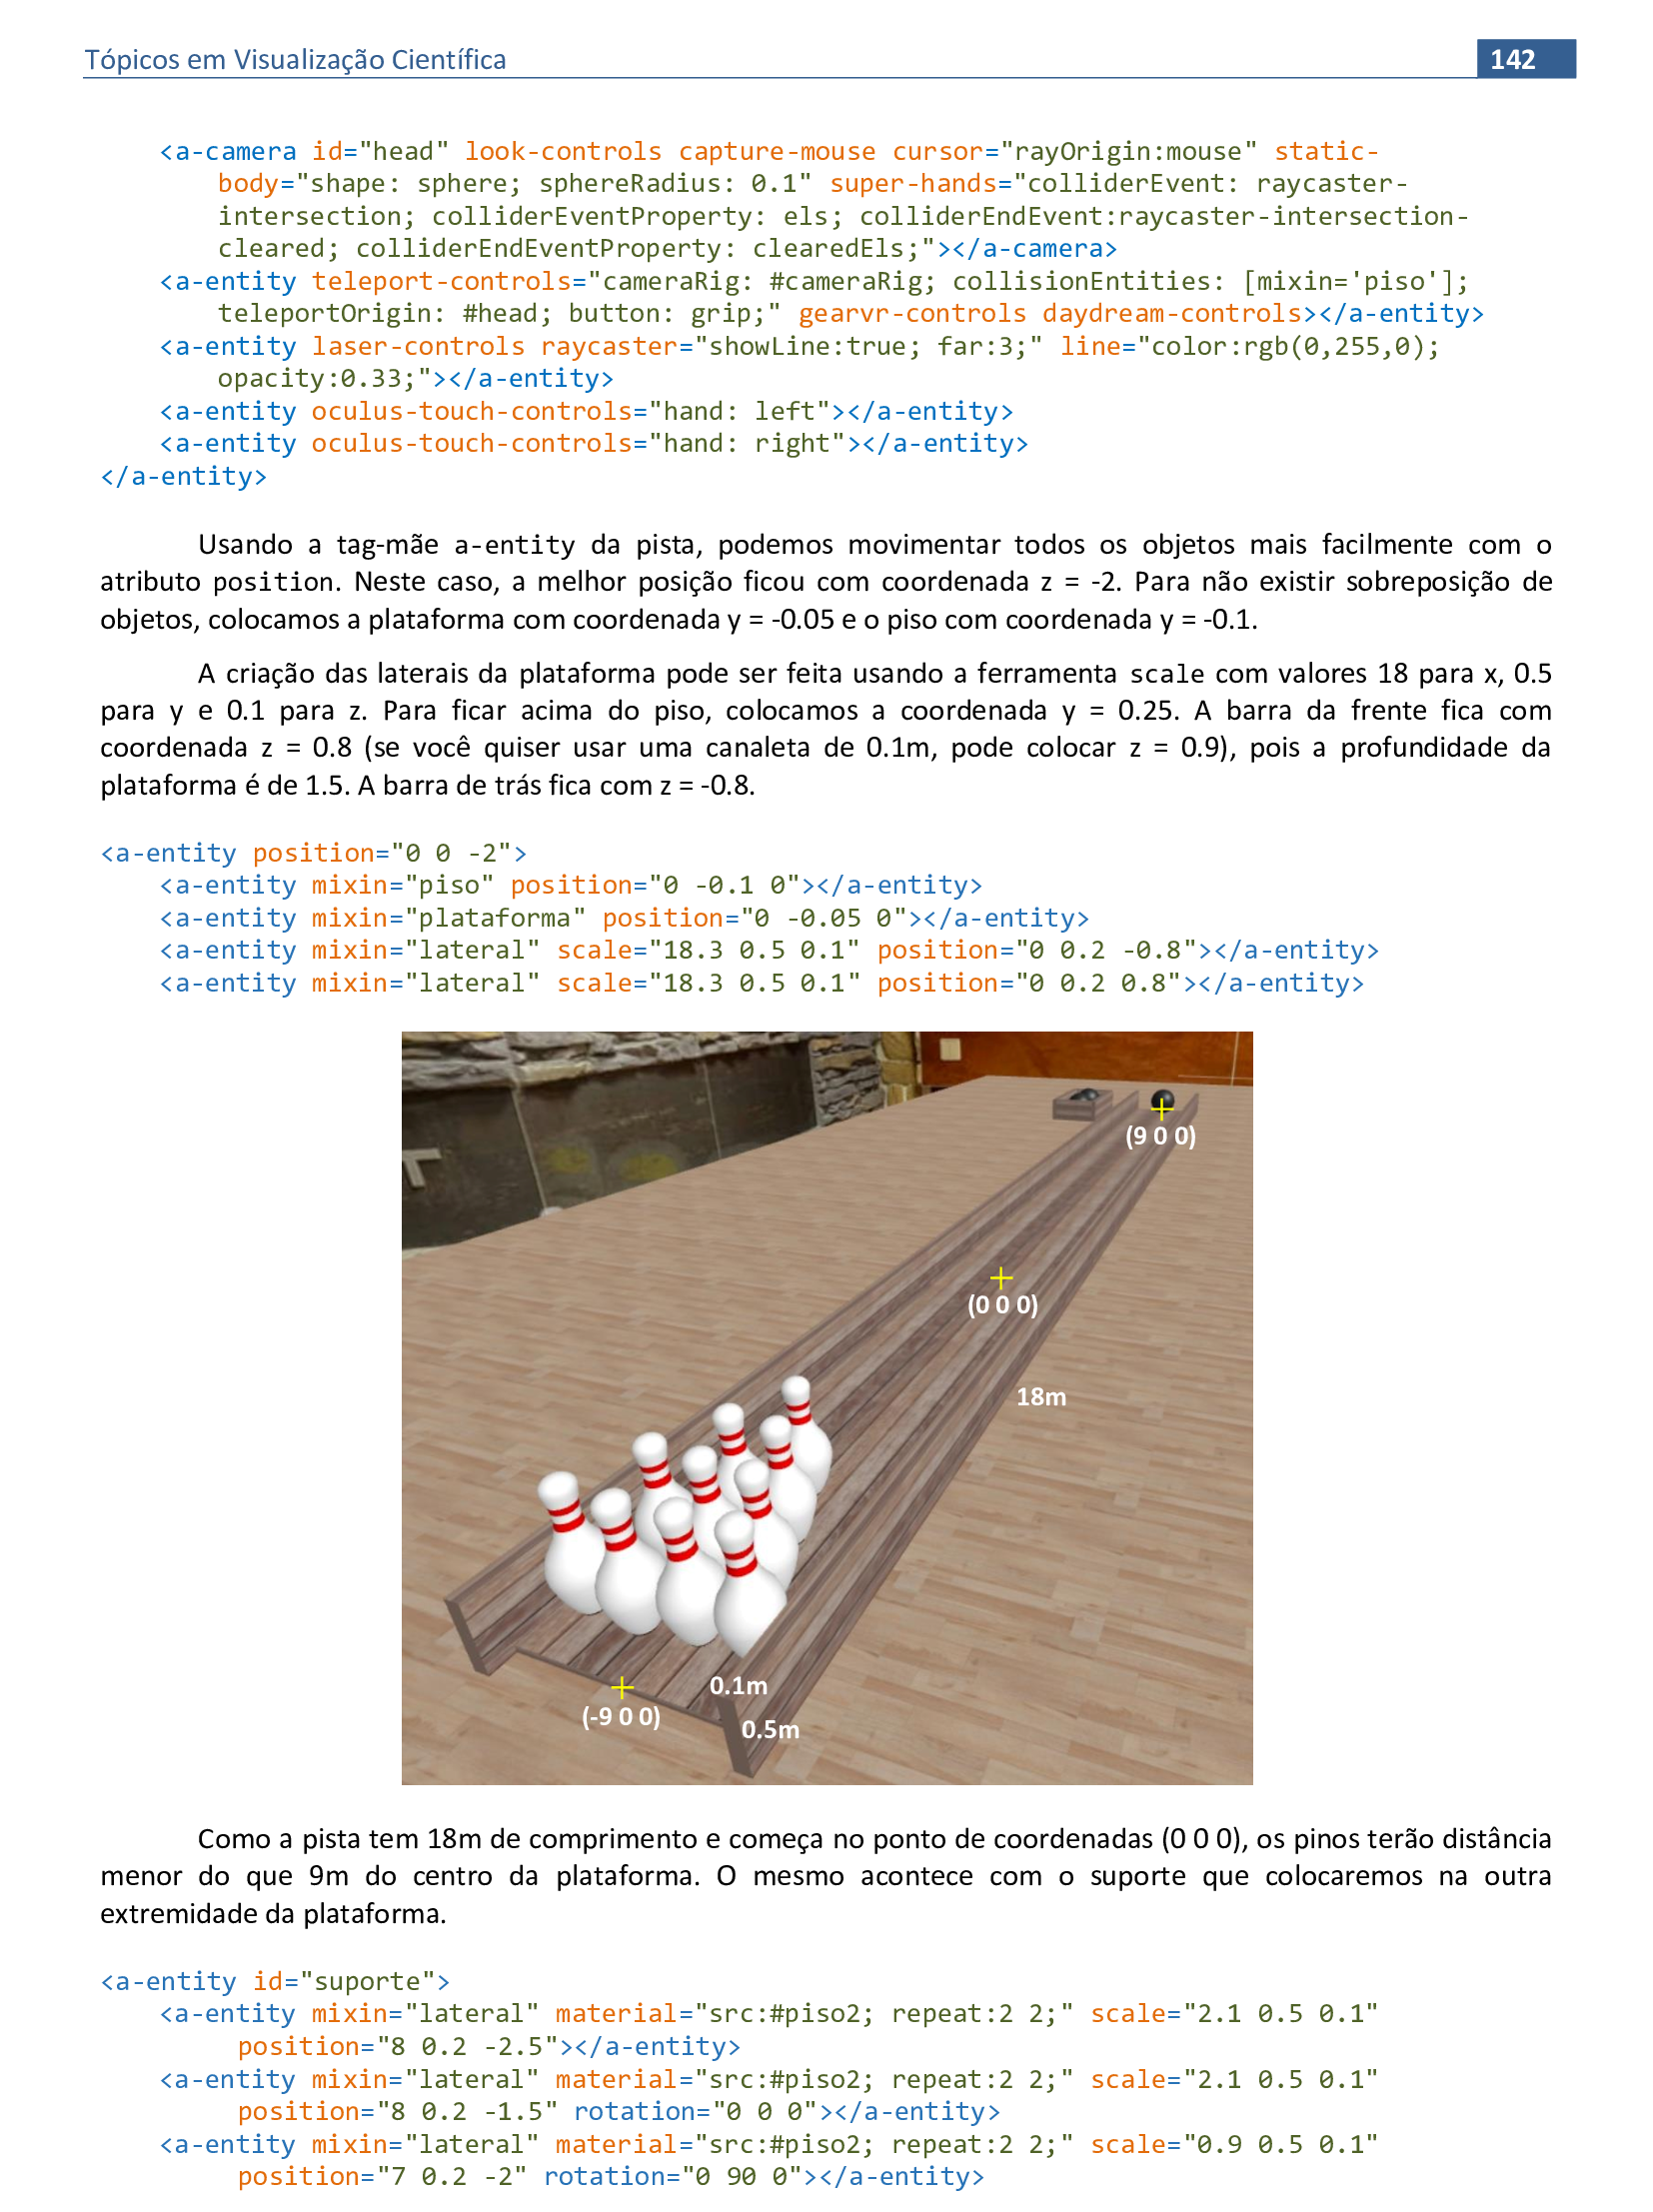 Tópicos em Visualização Científica
142
<a-camera id="head" look-controls capture-mouse cursor="rayOrigin:mouse" static-
body="shape: sphere; sphereRadius: 0.1" super-hands="colliderEvent: raycaster-
intersection; colliderEventProperty: els; colliderEndEvent:raycaster-intersection-
cleared; colliderEndEventProperty: clearedEls;"></a-camera>
<a-entity teleport-controls="cameraRig: #cameraRig; collisionEntities: [mixin='piso'];
teleportOrigin: #head; button: grip;" gearvr-controls daydream-controls></a-entity>
<a-entity laser-controls raycaster="showLine:true; far:3;" line="color:rgb(0,255,0);
opacity:0.33;"></a-entity>
<a-entity oculus-touch-controls="hand: left"></a-entity>
<a-entity oculus-touch-controls="hand: right"></a-entity>
</a-entity>
Usando a tag-mãe a-entity da pista, podemos movimentar todos os objetos mais facilmente com o
atributo position. Neste caso, a melhor posição ficou com coordenada z = -2. Para não existir sobreposição de
objetos, colocamos a plataforma com coordenada y = -0.05 e o piso com coordenada y = -0.1.
A criação das laterais da plataforma pode ser feita usando a ferramenta scale com valores 18 para x, 0.5
para y e 0.1 para z. Para ficar acima do piso, colocamos a coordenada y = 0.25. A barra da frente fica com
coordenada z = 0.8 (se você quiser usar uma canaleta de 0.1m, pode colocar z = 0.9), pois a profundidade da
plataforma é de 1.5. A barra de trás fica com z = -0.8.
<a-entity position="0 0 -2">
<a-entity mixin="piso" position="0 -0.1 0"></a-entity>
<a-entity mixin="plataforma" position="0 -0.05 0"></a-entity>
<a-entity mixin="lateral" scale="18.3 0.5 0.1" position="0 0.2 -0.8"></a-entity>
<a-entity mixin="lateral" scale="18.3 0.5 0.1" position="0 0.2 0.8"></a-entity>
(9 0 0)
(0 0 0)
18m
0.1m
(-9 0 0)
0.5m
Como a pista tem 18m de comprimento e começa no ponto de coordenadas (0 0 0), os pinos terão distância
menor do que 9m do centro da plataforma. O mesmo acontece com o suporte que colocaremos na outra
extremidade da plataforma.
<a-entity id="suporte">
<a-entity mixin="lateral" material="src:#piso2; repeat:2 2;" scale="2.1 0.5 0.1"
position="8 0.2 -2.5"></a-entity>
<a-entity mixin="lateral" material="src:#piso2; repeat:2 2;" scale="2.1 0.5 0.1"
position="8 0.2 -1.5" rotation="0 0 0"></a-entity>
<a-entity mixin="lateral" material="src:#piso2; repeat:2 2;" scale="0.9 0.5 0.1"
position="7 0.2 -2" rotation="0 90 0"></a-entity>